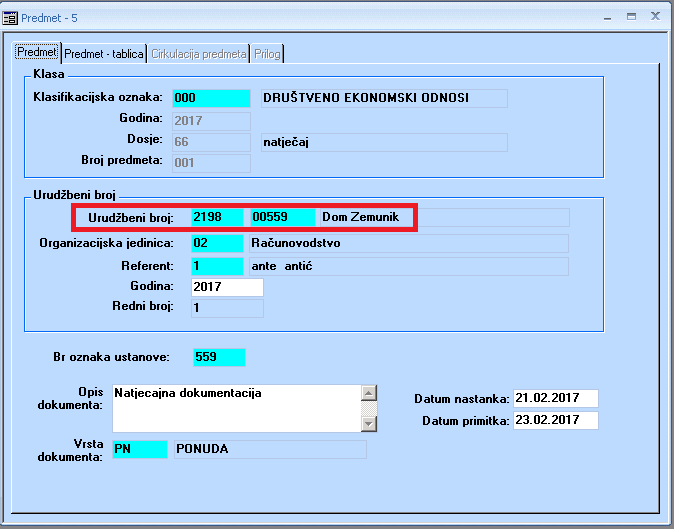 Predmet - 5
Predmet Predmet - tablica Cirkulacija predmeta Prilog
Klasa
Klasifikacijska oznaka: 000 DRUŠTVENO EKONOMSKI ODNOSI
Godina: 2017
Dosje: 66 natječaj
Broj predmeta: 001
Urudžbeni broj
Urudžbeni broj: 2198 00559 Dom Zemunik
Organizacijska jedinica: 02 Računovodstvo
Referent: 1 ante antić
Godina: 2017
Redni broj: 1
Br oznaka ustanove: 559
Opis dokumenta: Natjecajna dokumentacija
Datum nastanka: 21.02.2017
Datum primitka: 23.02.2017
Vrsta dokumenta: PN PONUDA